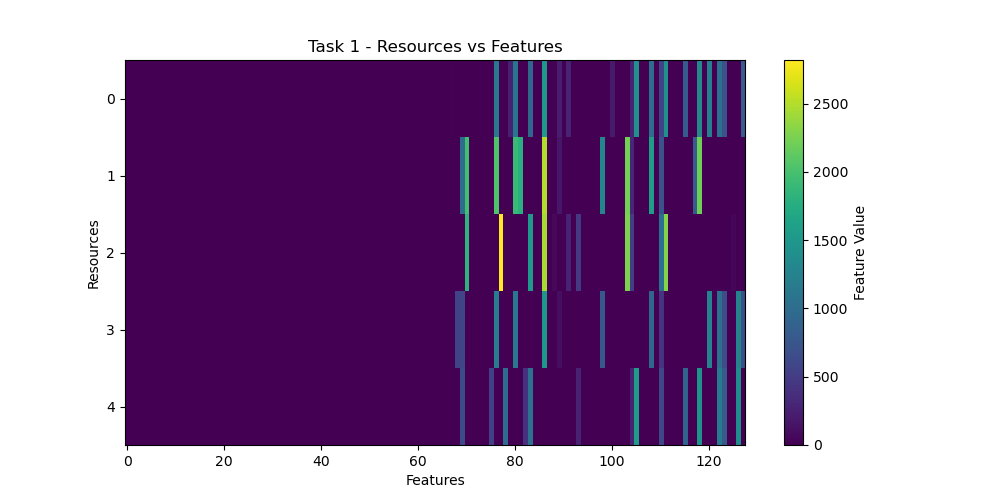 Task 1 - Resources vs Features
Resources
0
1
2
3
4
0 20 40 60 80 100 120
Features
2500
2000
1500
1000
500
0
Feature Value